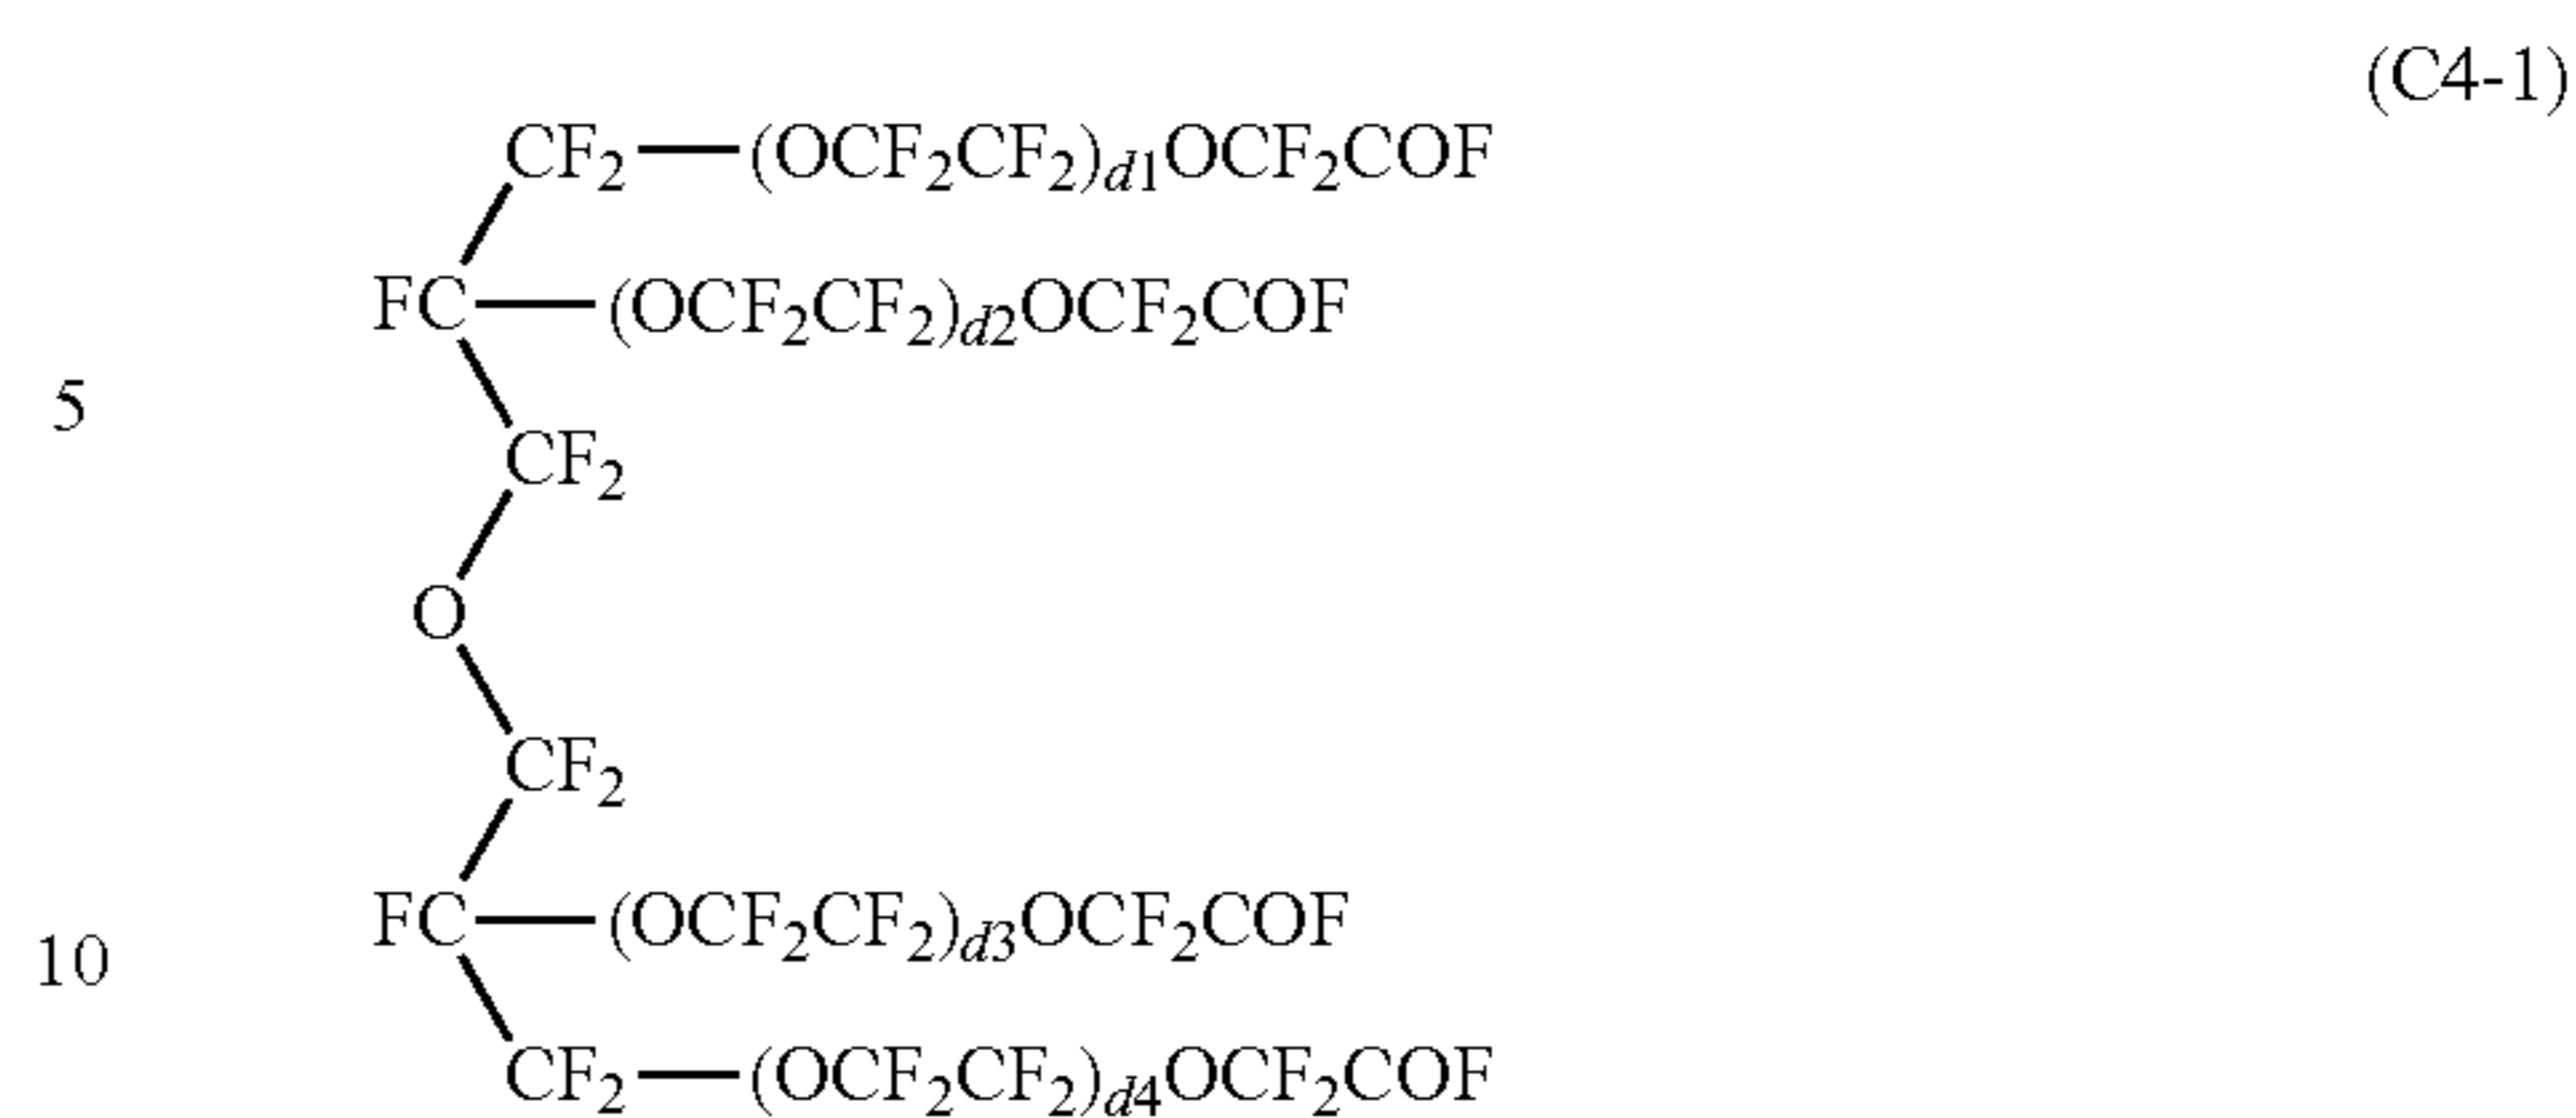 (C4-1)
CF₂—(OCF₂CF₂)d1OCF₂COF
FC—(OCF₂CF₂)d2OCF₂COF
5
CF₂
O
CF₂
FC—(OCF₂CF₂)d3OCF₂COF
10
CF₂—(OCF₂CF₂)d4OCF₂COF